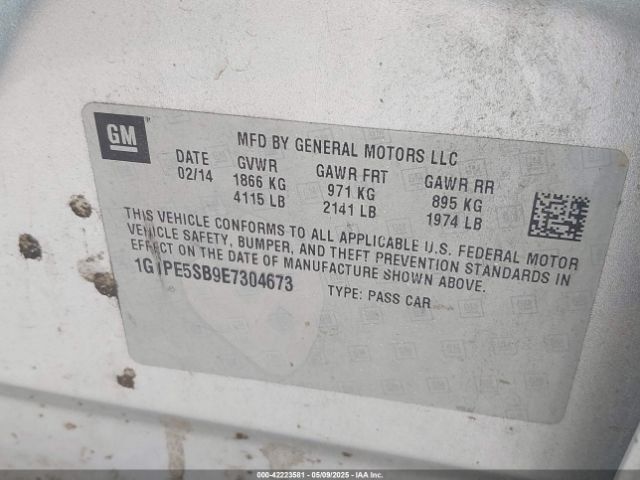 GM
MFD BY GENERAL MOTORS LLC
DATE GVWR GAWR FRT GAWR RR
02/14 1866 KG 971 KG 895 KG
4115 LB 2141 LB 1974 LB
THIS VEHICLE CONFORMS TO ALL APPLICABLE U.S. FEDERAL MOTOR
VEHICLE SAFETY, BUMPER, AND THEFT PREVENTION STANDARDS IN
EFFECT ON THE DATE OF MANUFACTURE SHOWN ABOVE.
1G1PE5SB9E7304673 TYPE: PASS CAR
000-42223581 - 05/09/2025 - IAAI, Inc.